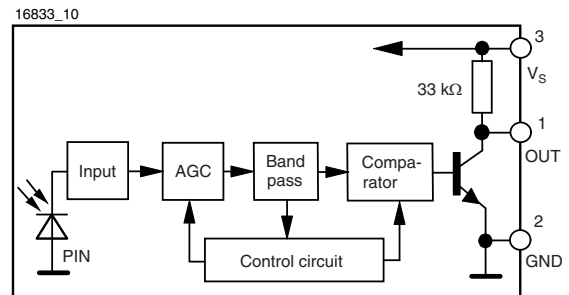 16833_10
3
VS
33 kΩ
1
OUT
Input
AGC
Band
pass
Compa-
rator
2
GND
PIN
Control circuit